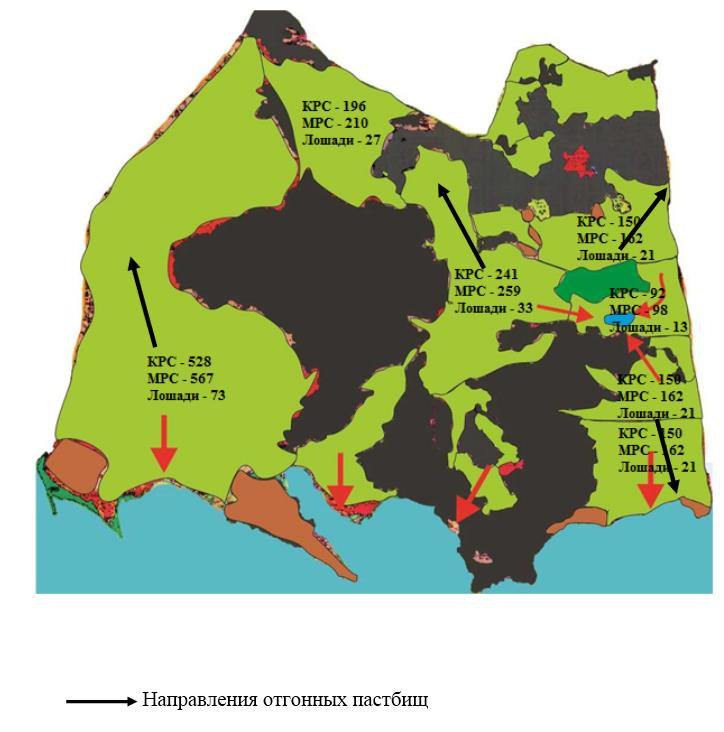 КРС - 196
МРС - 210
Лошади - 27
КРС - 150
МРС - 162
Лошади - 21
КРС - 241
МРС - 259
Лошади - 33
КРС - 92
МРС - 98
Лошади - 13
КРС - 528
МРС - 567
Лошади - 73
КРС - 150
МРС - 162
Лошади - 21
КРС - 150
МРС - 162
Лошади - 21
Направления отгонных пастбищ